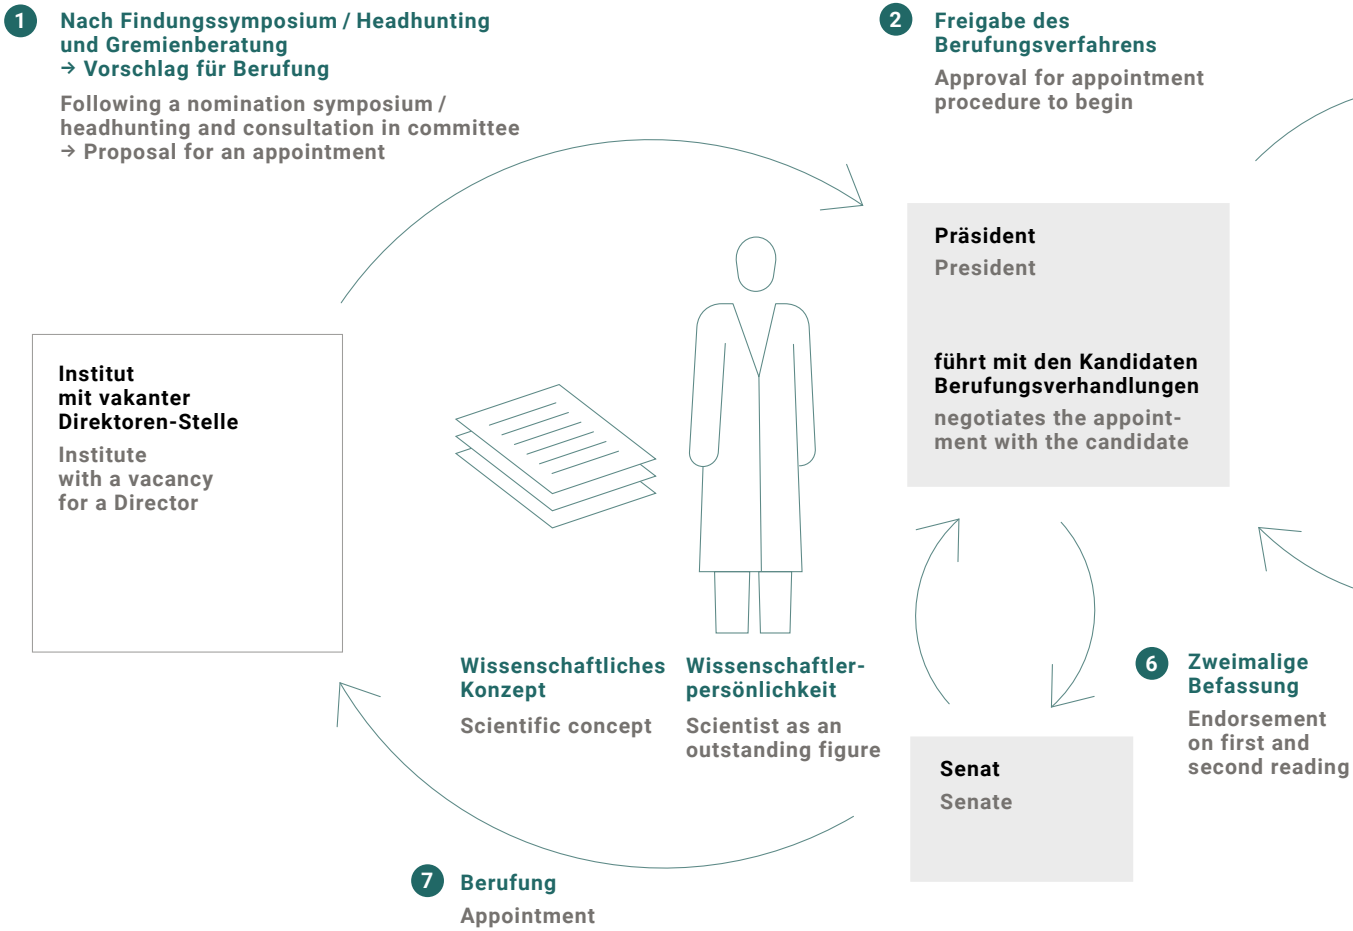 1
Nach Findungssymposium / Headhunting
und Gremienberatung
→ Vorschlag für Berufung
Following a nomination symposium /
headhunting and consultation in committee
→ Proposal for an appointment
2
Freigabe des
Berufungsverfahrens
Approval for appointment
procedure to begin
Präsident
President
führt mit den Kandidaten
Berufungsverhandlungen
negotiates the appoint-
ment with the candidate
Institut
mit vakanter
Direktoren-Stelle
Institute
with a vacancy
for a Director
Wissenschaftliches
Konzept
Scientific concept
Wissenschaftler-
persönlichkeit
Scientist as an
outstanding figure
6
Zweimalige
Befassung
Endorsement
on first and
second reading
Senat
Senate
7
Berufung
Appointment